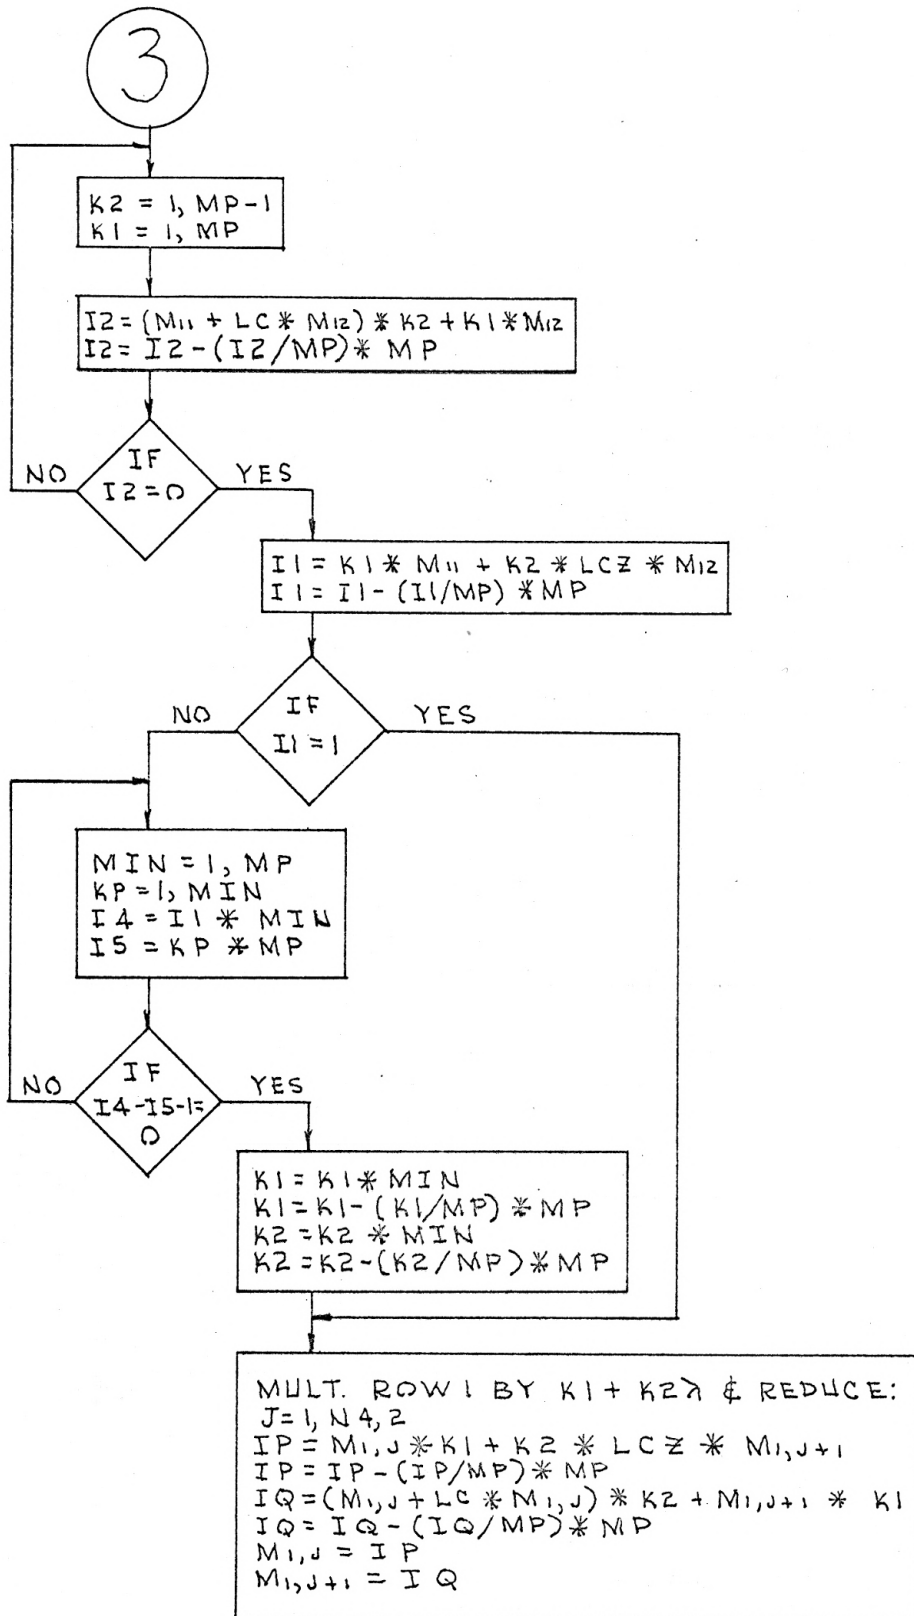 3
K2 = 1, MP-1
K1 = 1, MP
I2 = (M11 + LC * M12) * K2 + K1 * M12
I2 = I2 - (I2/MP) * MP
IF
I2 = 0
NO
YES
I1 = K1 * M11 + K2 * LCZ * M12
I1 = I1 - (I1/MP) * MP
IF
I1 = 1
NO
YES
MIN = 1, MP
KP = 1, MIN
I4 = I1 * MIN
I5 = KP * MP
IF
I4-I5-1=
0
NO
YES
K1 = K1 * MIN
K1 = K1 - (K1/MP) * MP
K2 = K2 * MIN
K2 = K2 - (K2/MP) * MP
MULT. ROW 1 BY K1 + K2λ & REDUCE:
J = 1, N4, 2
IP = M1,J * K1 + K2 * LCZ * M1,J+1
IP = IP - (IP/MP) * MP
IQ = (M1,J + LC * M1,J) * K2 + M1,J+1 * K1
IQ = IQ - (IQ/MP) * MP
M1,J = IP
M1,J+1 = IQ